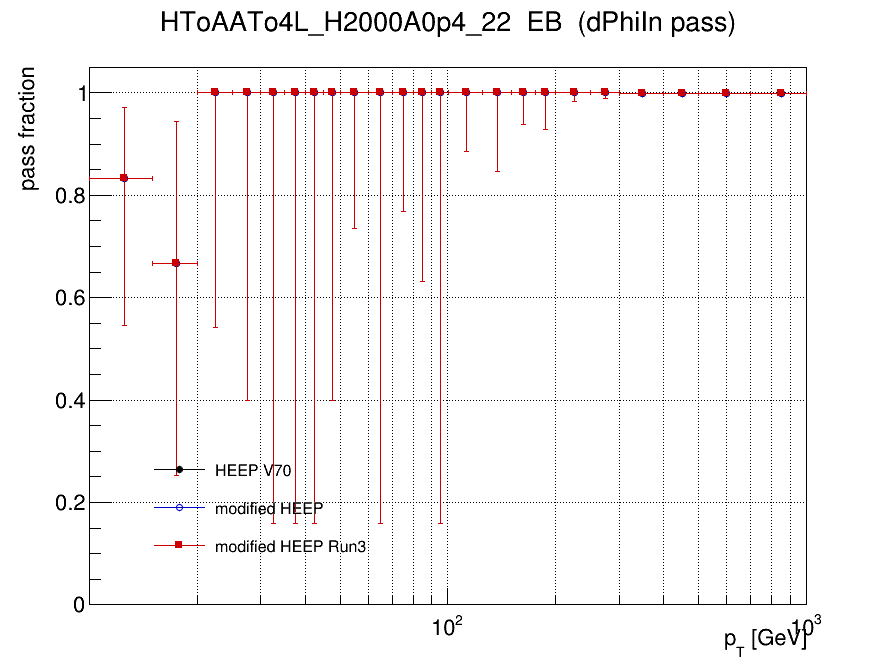 HToAATo4L_H2000A0p4_22 EB (dPhiIn pass)
pass fraction
1
0.8
0.6
0.4
0.2
0
HEEP V70
modified HEEP
modified HEEP Run3
10²
10³
p_T [GeV]